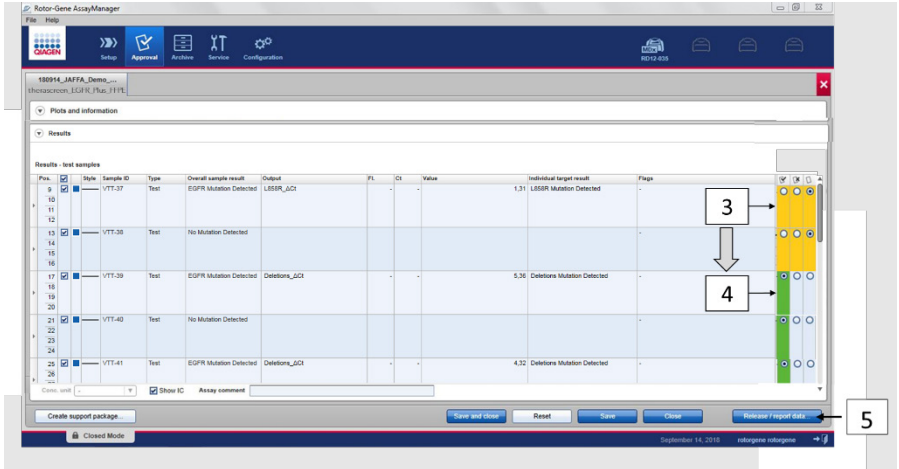 Rotor-Gene AssayManager
File Help
QIAGEN
Setup Approval Archive Service Configuration
MDx
RD12-035
180914_JAFFA_Demo_...
therascreen_EGFR_Plus_FFPE
Plots and information
Results
Results - test samples
Pos. Style Sample ID Type Overall sample result Output Fl. Ct Value Individual target result Flags
9 VTT-37 Test EGFR Mutation Detected L858R_ΔCt - - 1,31 L858R Mutation Detected -
10
11
12
3
13 VTT-38 Test No Mutation Detected -
14
15
16
17 VTT-39 Test EGFR Mutation Detected Deletions_ΔCt - - 5,36 Deletions Mutation Detected -
18
19
20
4
21 VTT-40 Test No Mutation Detected -
22
23
24
25 VTT-41 Test EGFR Mutation Detected Deletions_ΔCt - - 4,32 Deletions Mutation Detected -
26
Conc. unit - Show IC Assay comment
Create support package... Save and close Reset Save Close Release / report data...
5
Closed Mode
September 14, 2018 rotorgene rotorgene